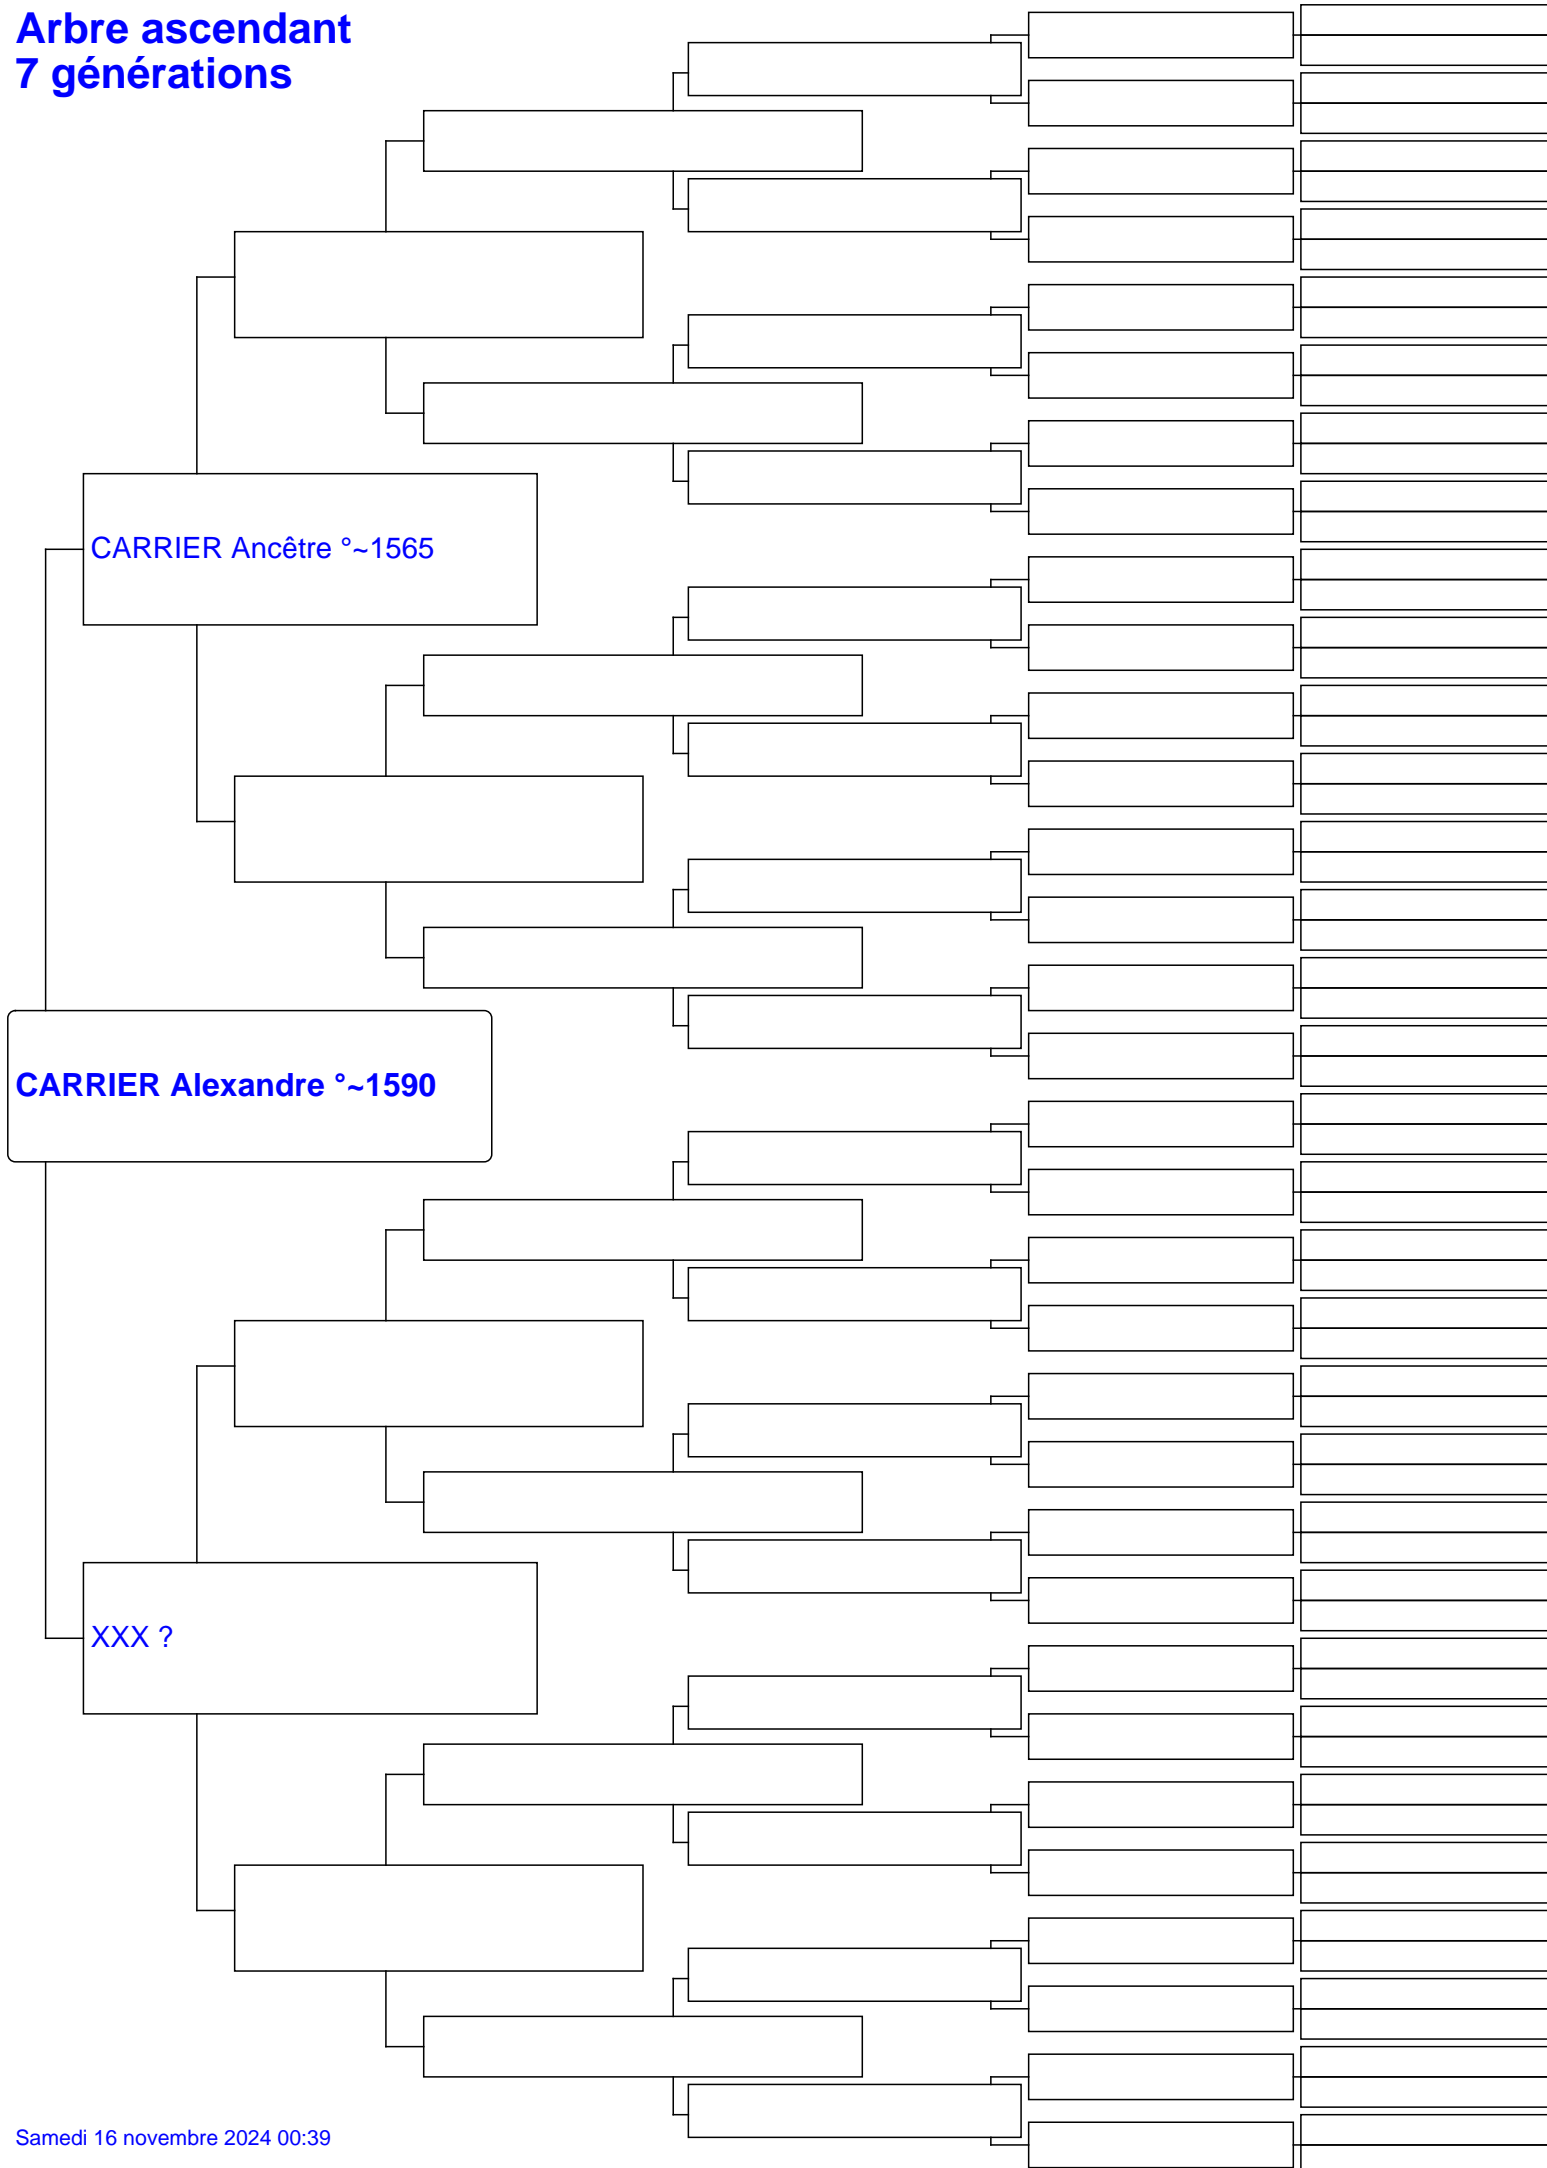 Arbre ascendant
7 générations
CARRIER Ancêtre °~1565
CARRIER Alexandre °~1590
XXX ?
Samedi 16 novembre 2024 00:39